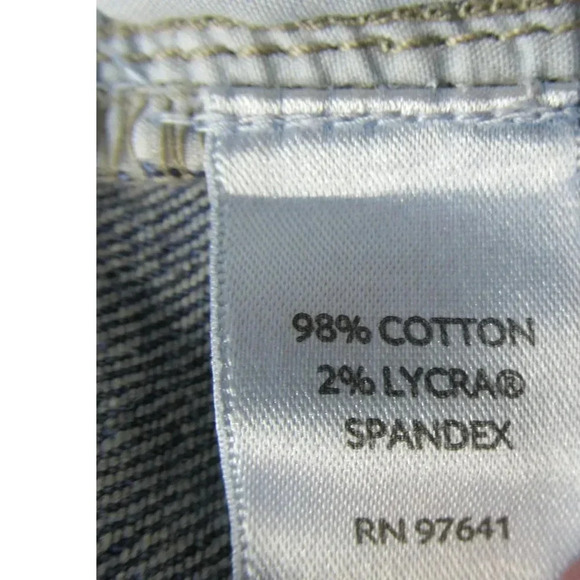 98% COTTON
2% LYCRA®
SPANDEX
RN 97641